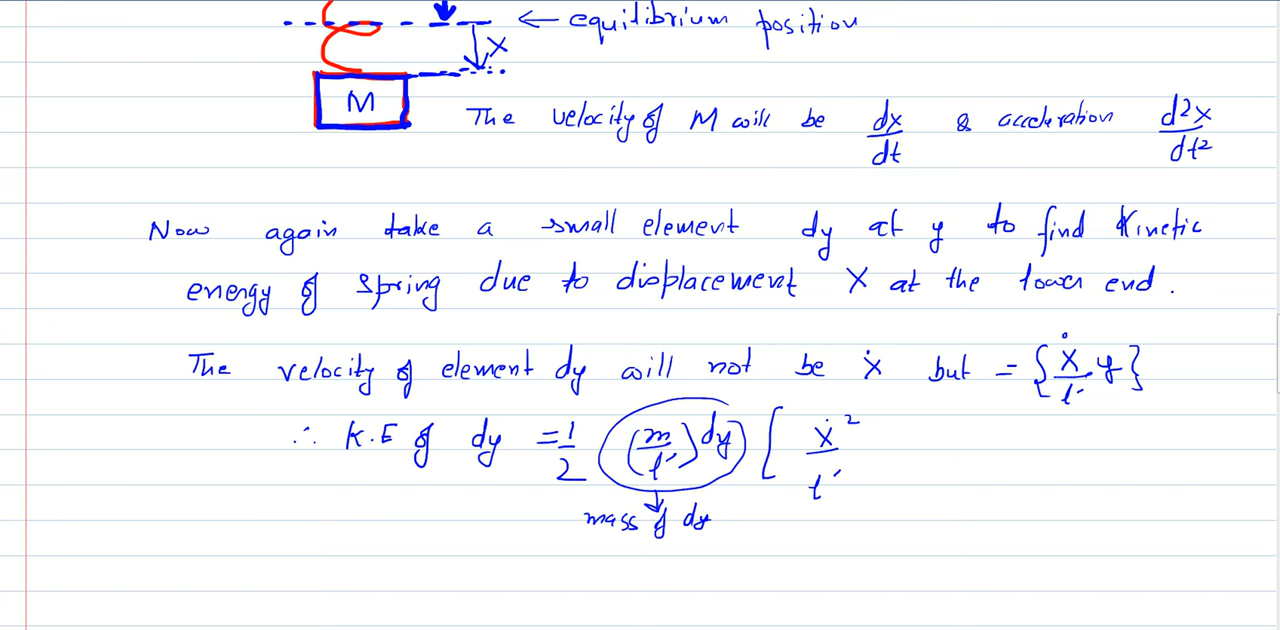 ← equilibrium position
x
M
The velocity of M will be dx/dt & acceleration d²x/dt²
Now again take a small element dy at y to find Kinetic
energy of spring due to displacement x at the lower end.
The velocity of element dy will not be ẋ but = {ẋ/l' . y}
∴ K.E of dy = 1/2 (m/l') dy [ ẋ²/l'
mass of dy